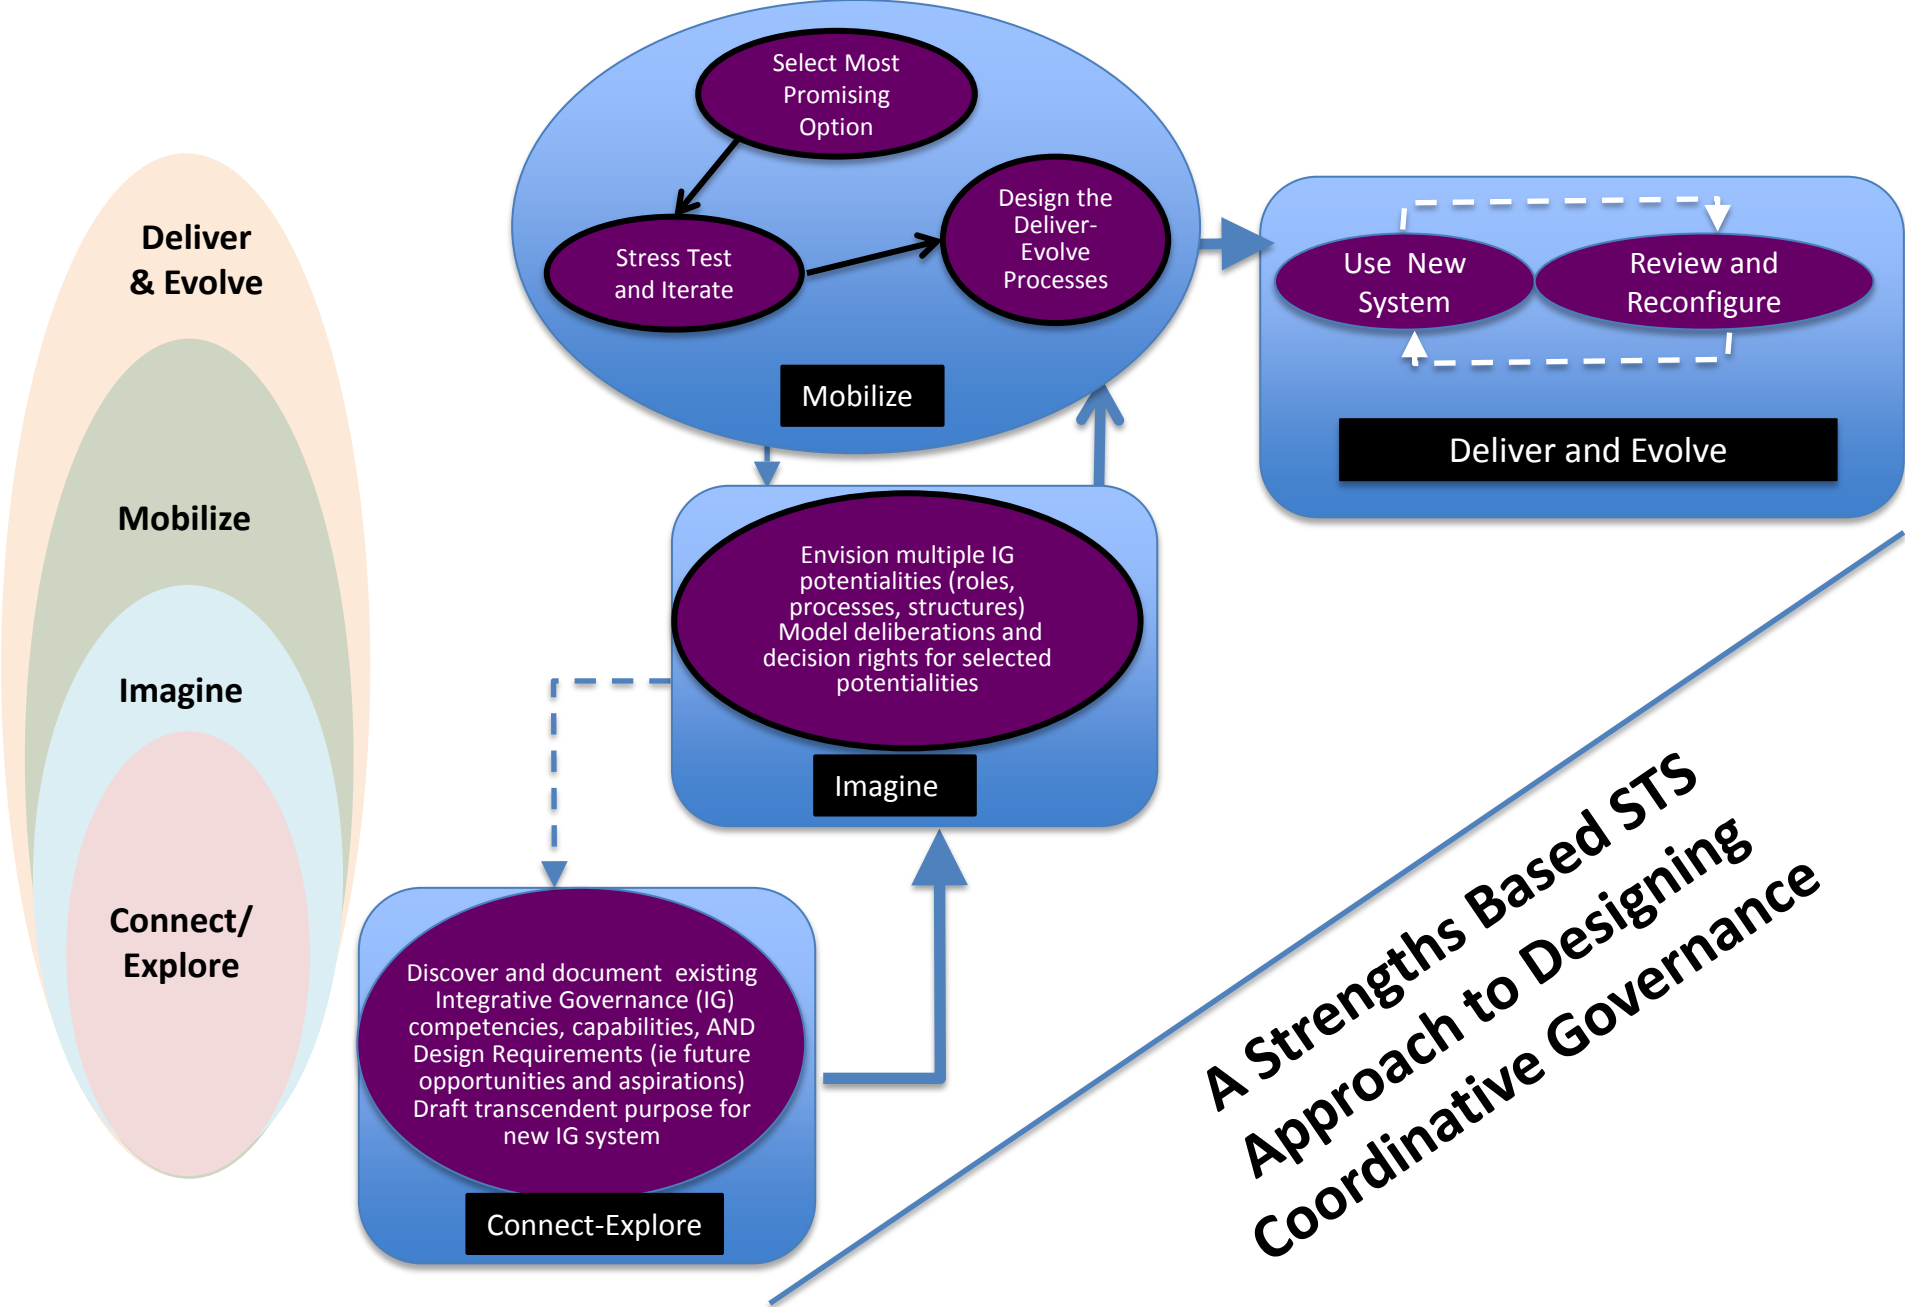 Deliver
& Evolve
Mobilize
Imagine
Connect/
Explore
Select Most
Promising
Option
Stress Test
and Iterate
Design the
Deliver-
Evolve
Processes
Mobilize
Use New
System
Review and
Reconfigure
Deliver and Evolve
Envision multiple IG
potentialities (roles,
processes, structures)
Model deliberations and
decision rights for selected
potentialities
Imagine
Discover and document existing
Integrative Governance (IG)
competencies, capabilities, AND
Design Requirements (ie future
opportunities and aspirations)
Draft transcendent purpose for
new IG system
Connect-Explore
A Strengths Based STS
Approach to Designing
Coordinative Governance